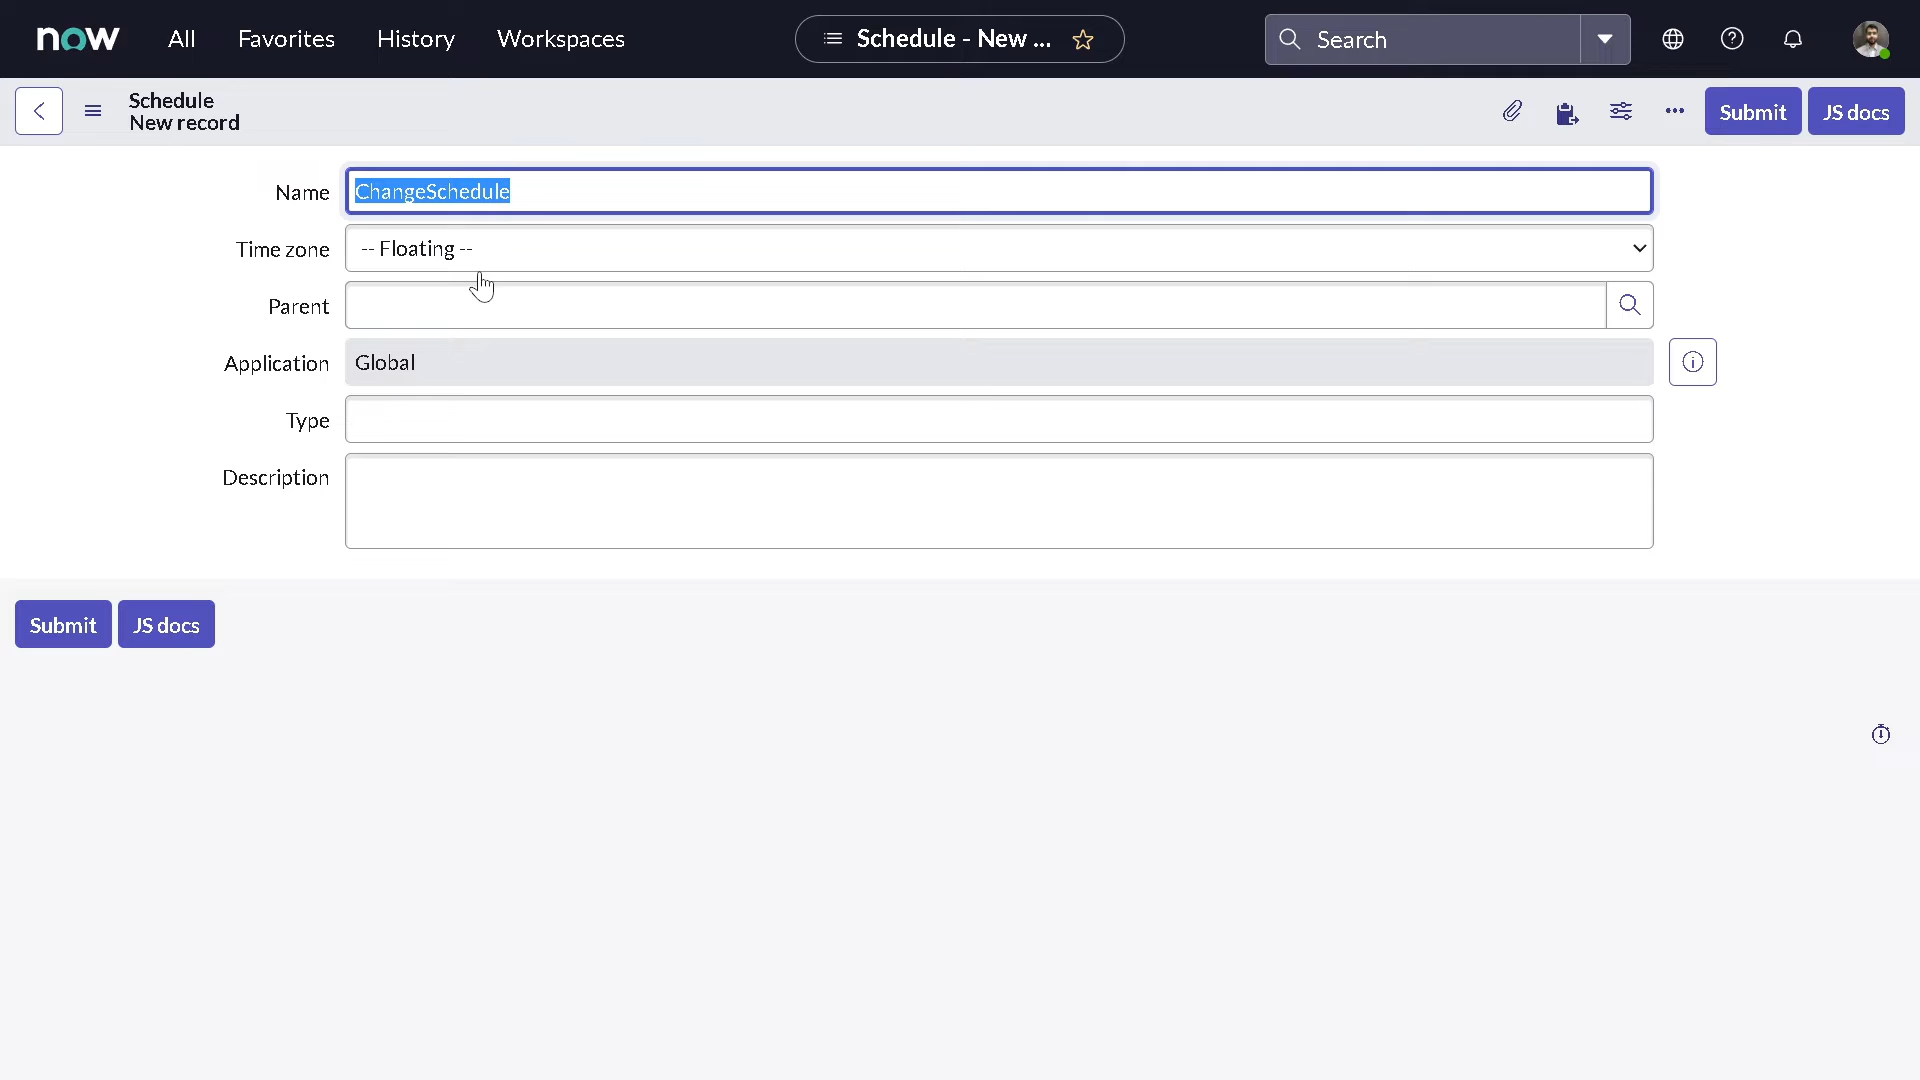 now All Favorites History Workspaces Schedule - New ... Search
Schedule
New record
Submit JS docs
Name ChangeSchedule
Time zone -- Floating --
Parent
Application Global
Type
Description
Submit JS docs